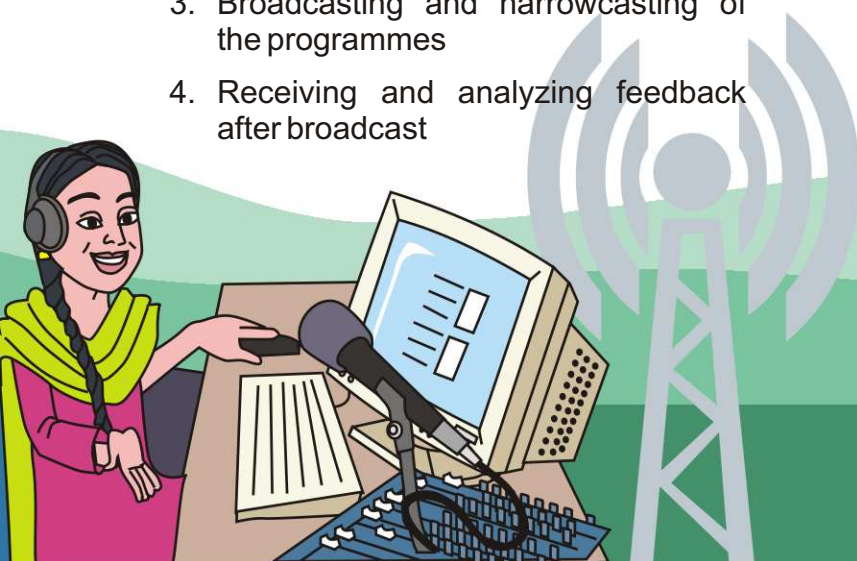 3. Broadcasting and narrowcasting of
the programmes
4. Receiving and analyzing feedback
after broadcast